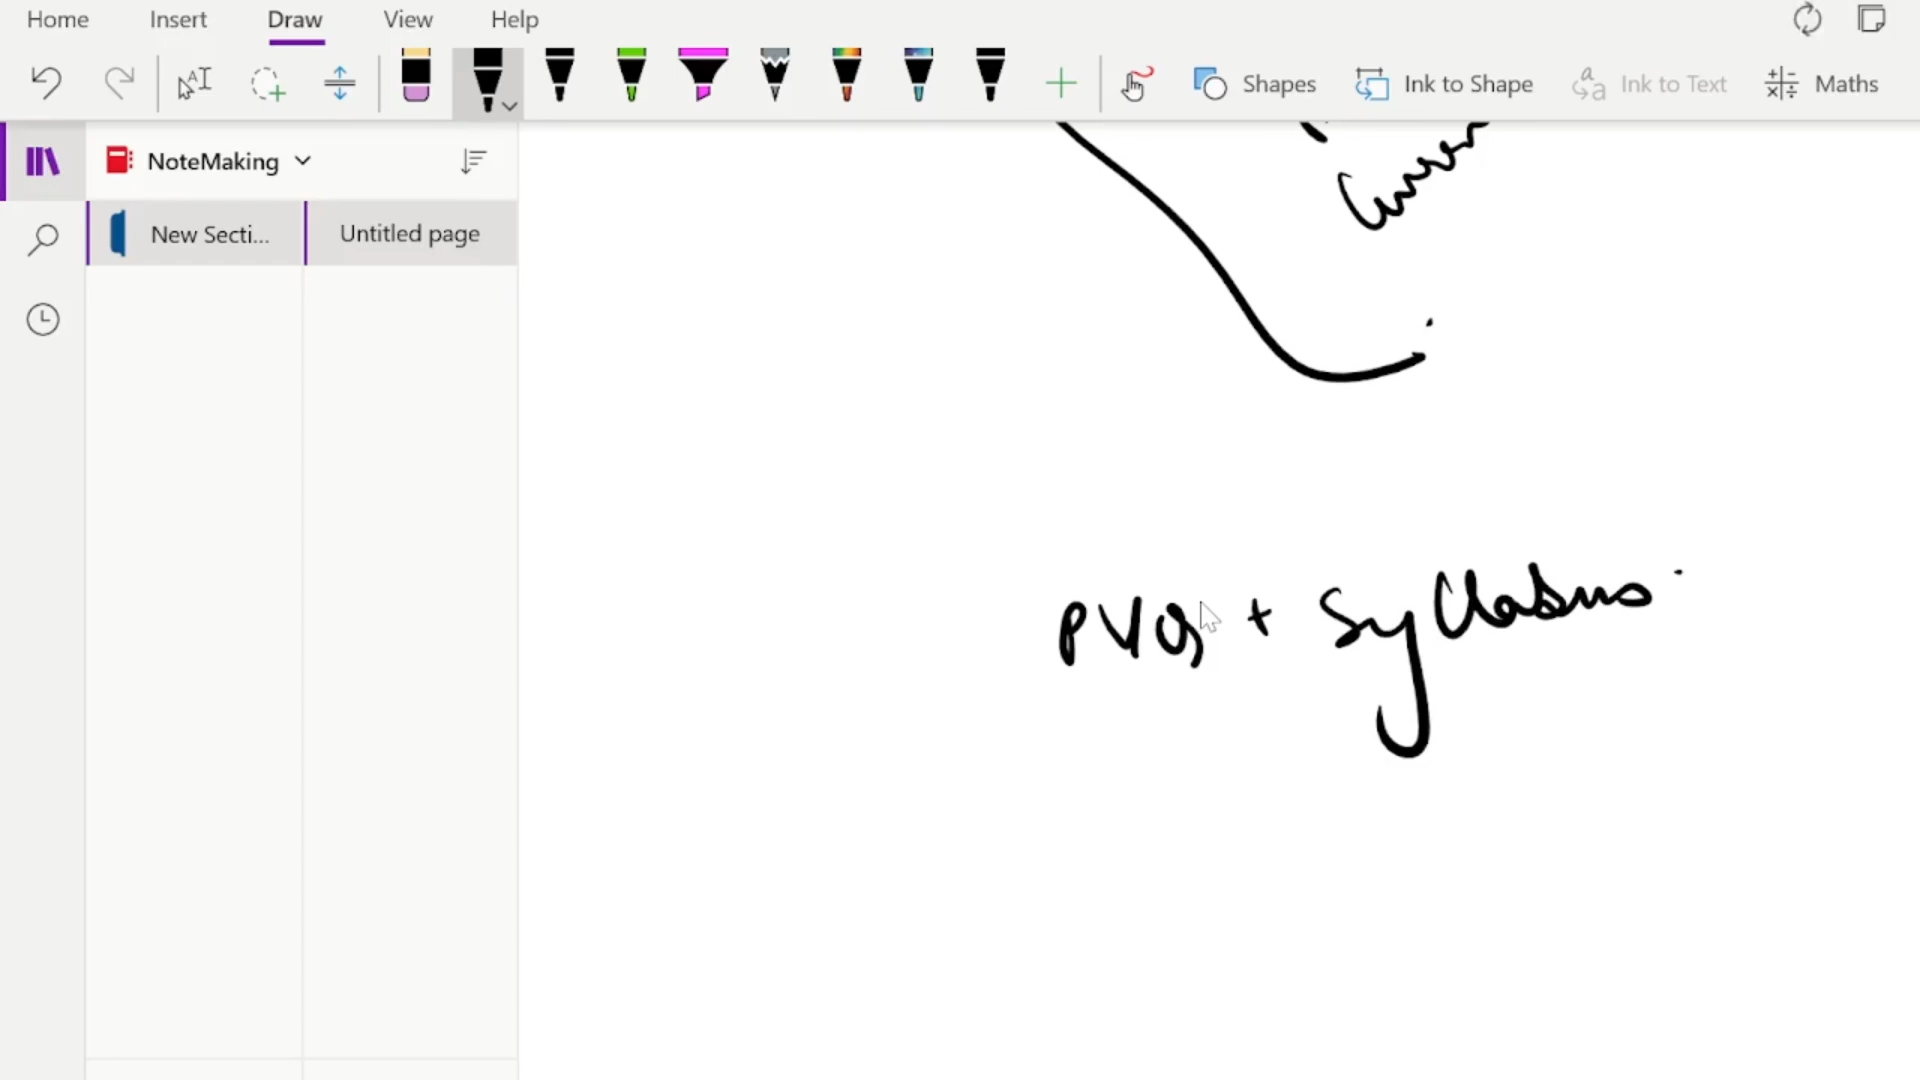 Home Insert Draw View Help
Shapes Ink to Shape Ink to Text Maths
NoteMaking
New Secti... Untitled page
PYQ + Syllabus